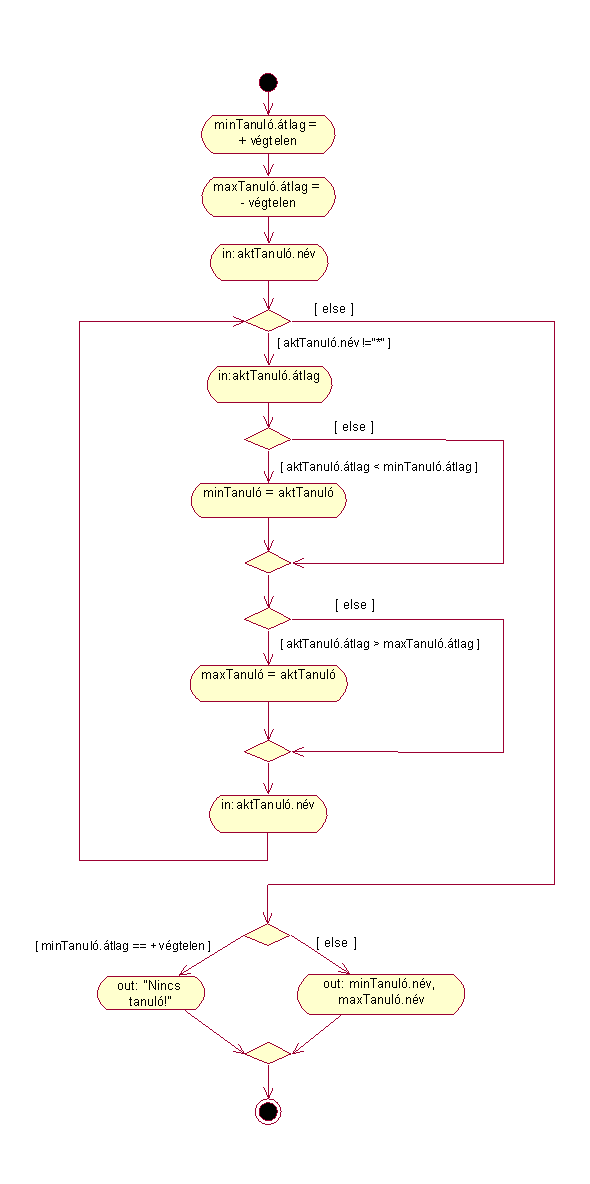 minTanuló.átlag =
+ végtelen
maxTanuló.átlag =
- végtelen
in:aktTanuló.név
[ else ]
[ aktTanuló.név !="*" ]
in:aktTanuló.átlag
[ else ]
[ aktTanuló.átlag < minTanuló.átlag ]
minTanuló = aktTanuló
[ else ]
[ aktTanuló.átlag > maxTanuló.átlag ]
maxTanuló = aktTanuló
in:aktTanuló.név
[ minTanuló.átlag == + végtelen ]
[ else ]
out: "Nincs
tanuló!"
out: minTanuló.név,
maxTanuló.név